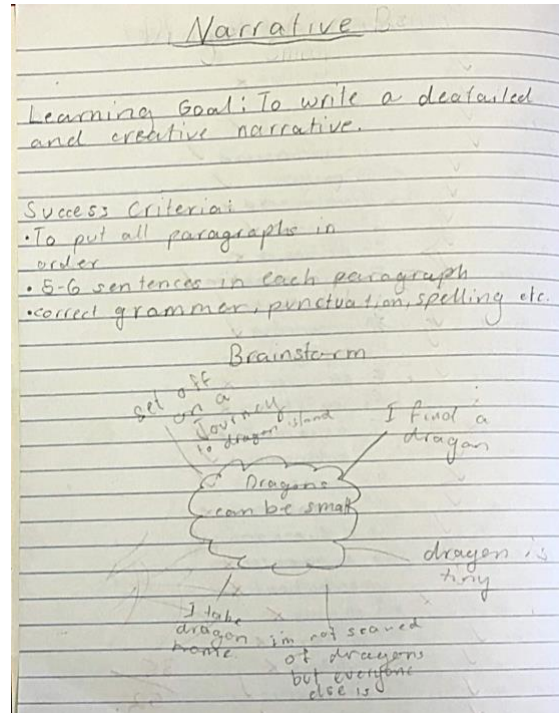 Narrative
Learning Goal: To write a deatailed
and creative narrative.
Success Criteria:
•To put all paragraphs in
order
• 5-6 sentences in each paragraph
•correct grammer, punctuation, spelling etc.
Brainstorm
set off
on a
Journey
to dragon island
I find a
dragan
Dragons
can be small
dragon is
tiny
I take
dragon
home
im not scared
of dragons
but everyone
else is